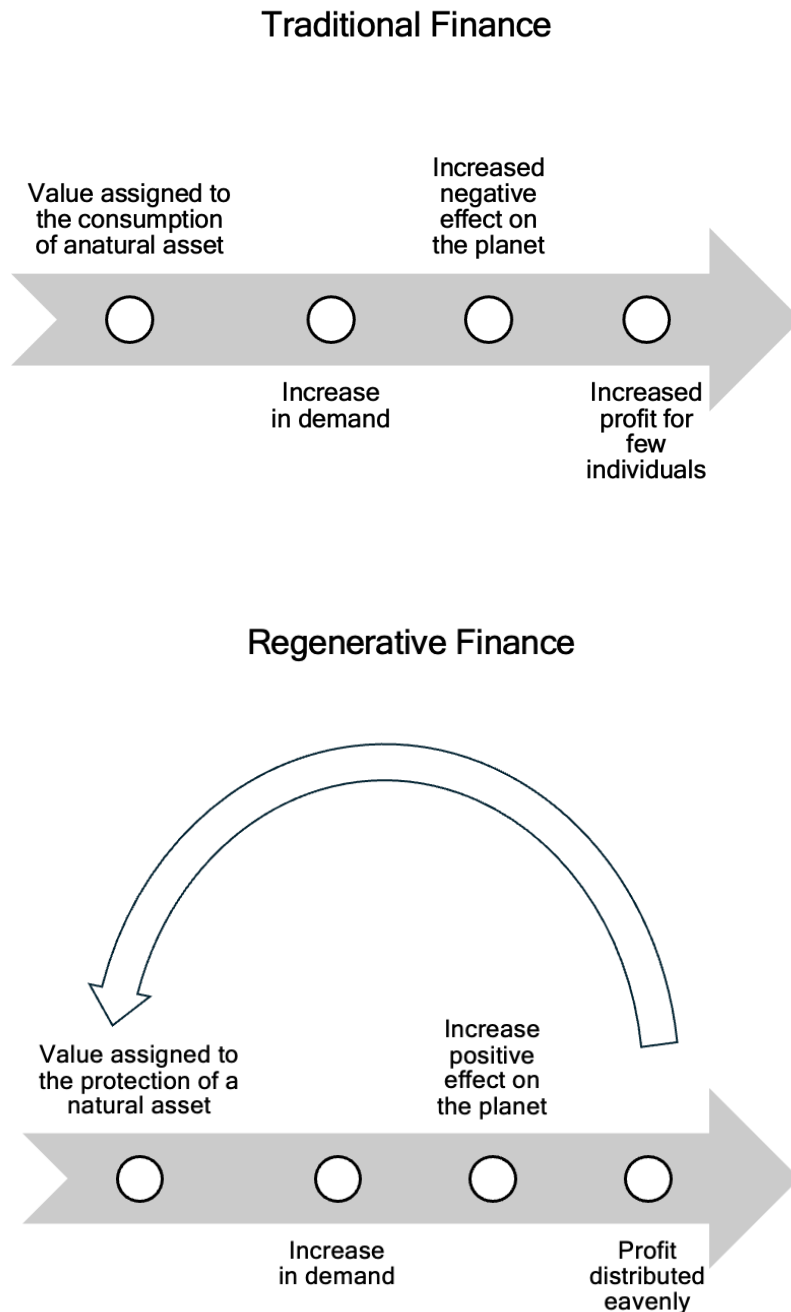 Traditional Finance
Value assigned to
the consumption
of anatural asset
Increased
negative
effect on
the planet
Increase
in demand
Increased
profit for
few
individuals
Regenerative Finance
Value assigned to
the protection of a
natural asset
Increase
positive
effect on
the planet
Increase
in demand
Profit
distributed
eavenly